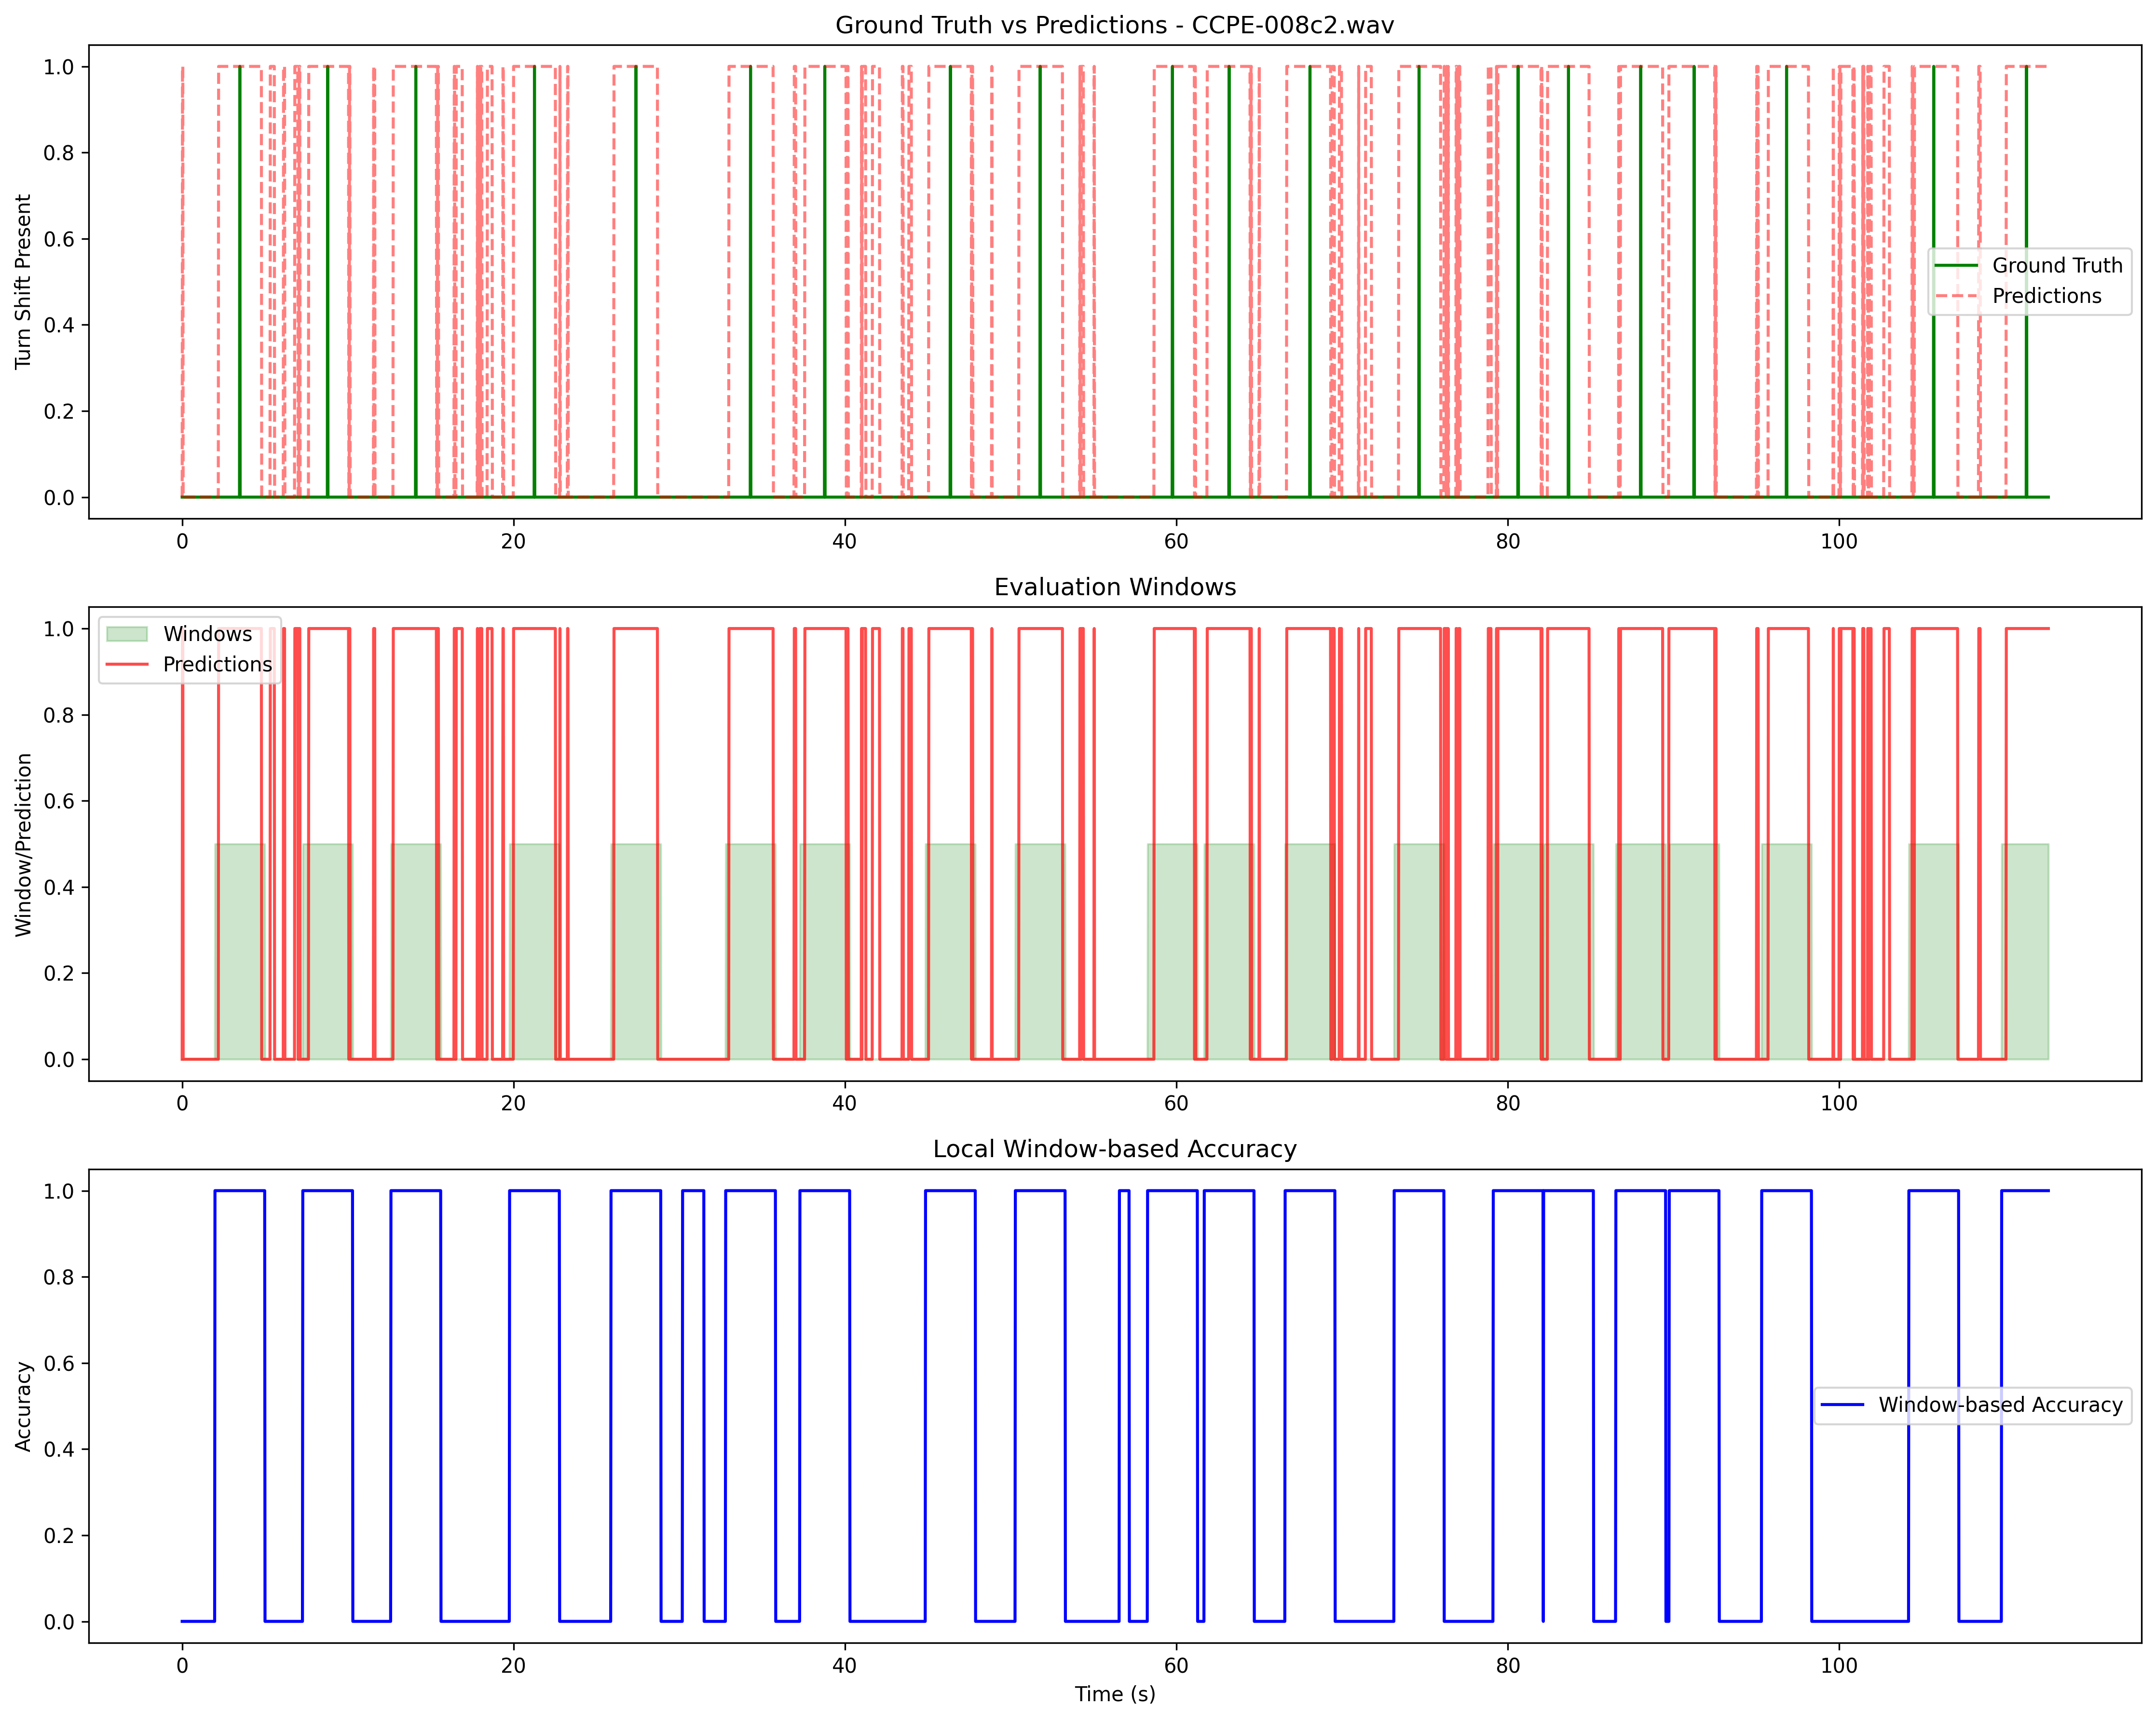 Ground Truth vs Predictions - CCPE-008c2.wav
1.0
0.8
0.6
0.4
0.2
0.0
Turn Shift Present
Ground Truth
Predictions
0 20 40 60 80 100
Evaluation Windows
1.0
0.8
0.6
0.4
0.2
0.0
Window/Prediction
Windows
Predictions
0 20 40 60 80 100
Local Window-based Accuracy
1.0
0.8
0.6
0.4
0.2
0.0
Accuracy
Window-based Accuracy
0 20 40 60 80 100
Time (s)